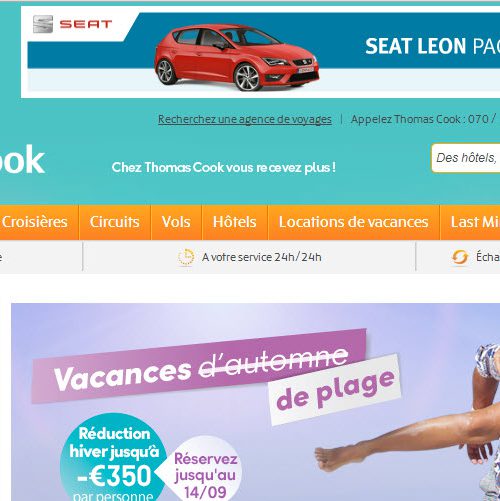 SEAT
SEAT LEON PAC
Recherchez une agence de voyages | Appelez Thomas Cook : 070 /
ook
Chez Thomas Cook vous recevez plus !
Des hôtels,
Croisières Circuits Vols Hôtels Locations de vacances Last Mi
e A votre service 24h/24h Écha
Vacances d'automne
de plage
Réduction
hiver jusqu'à
-€350
par personne
Réservez
jusqu'au
14/09